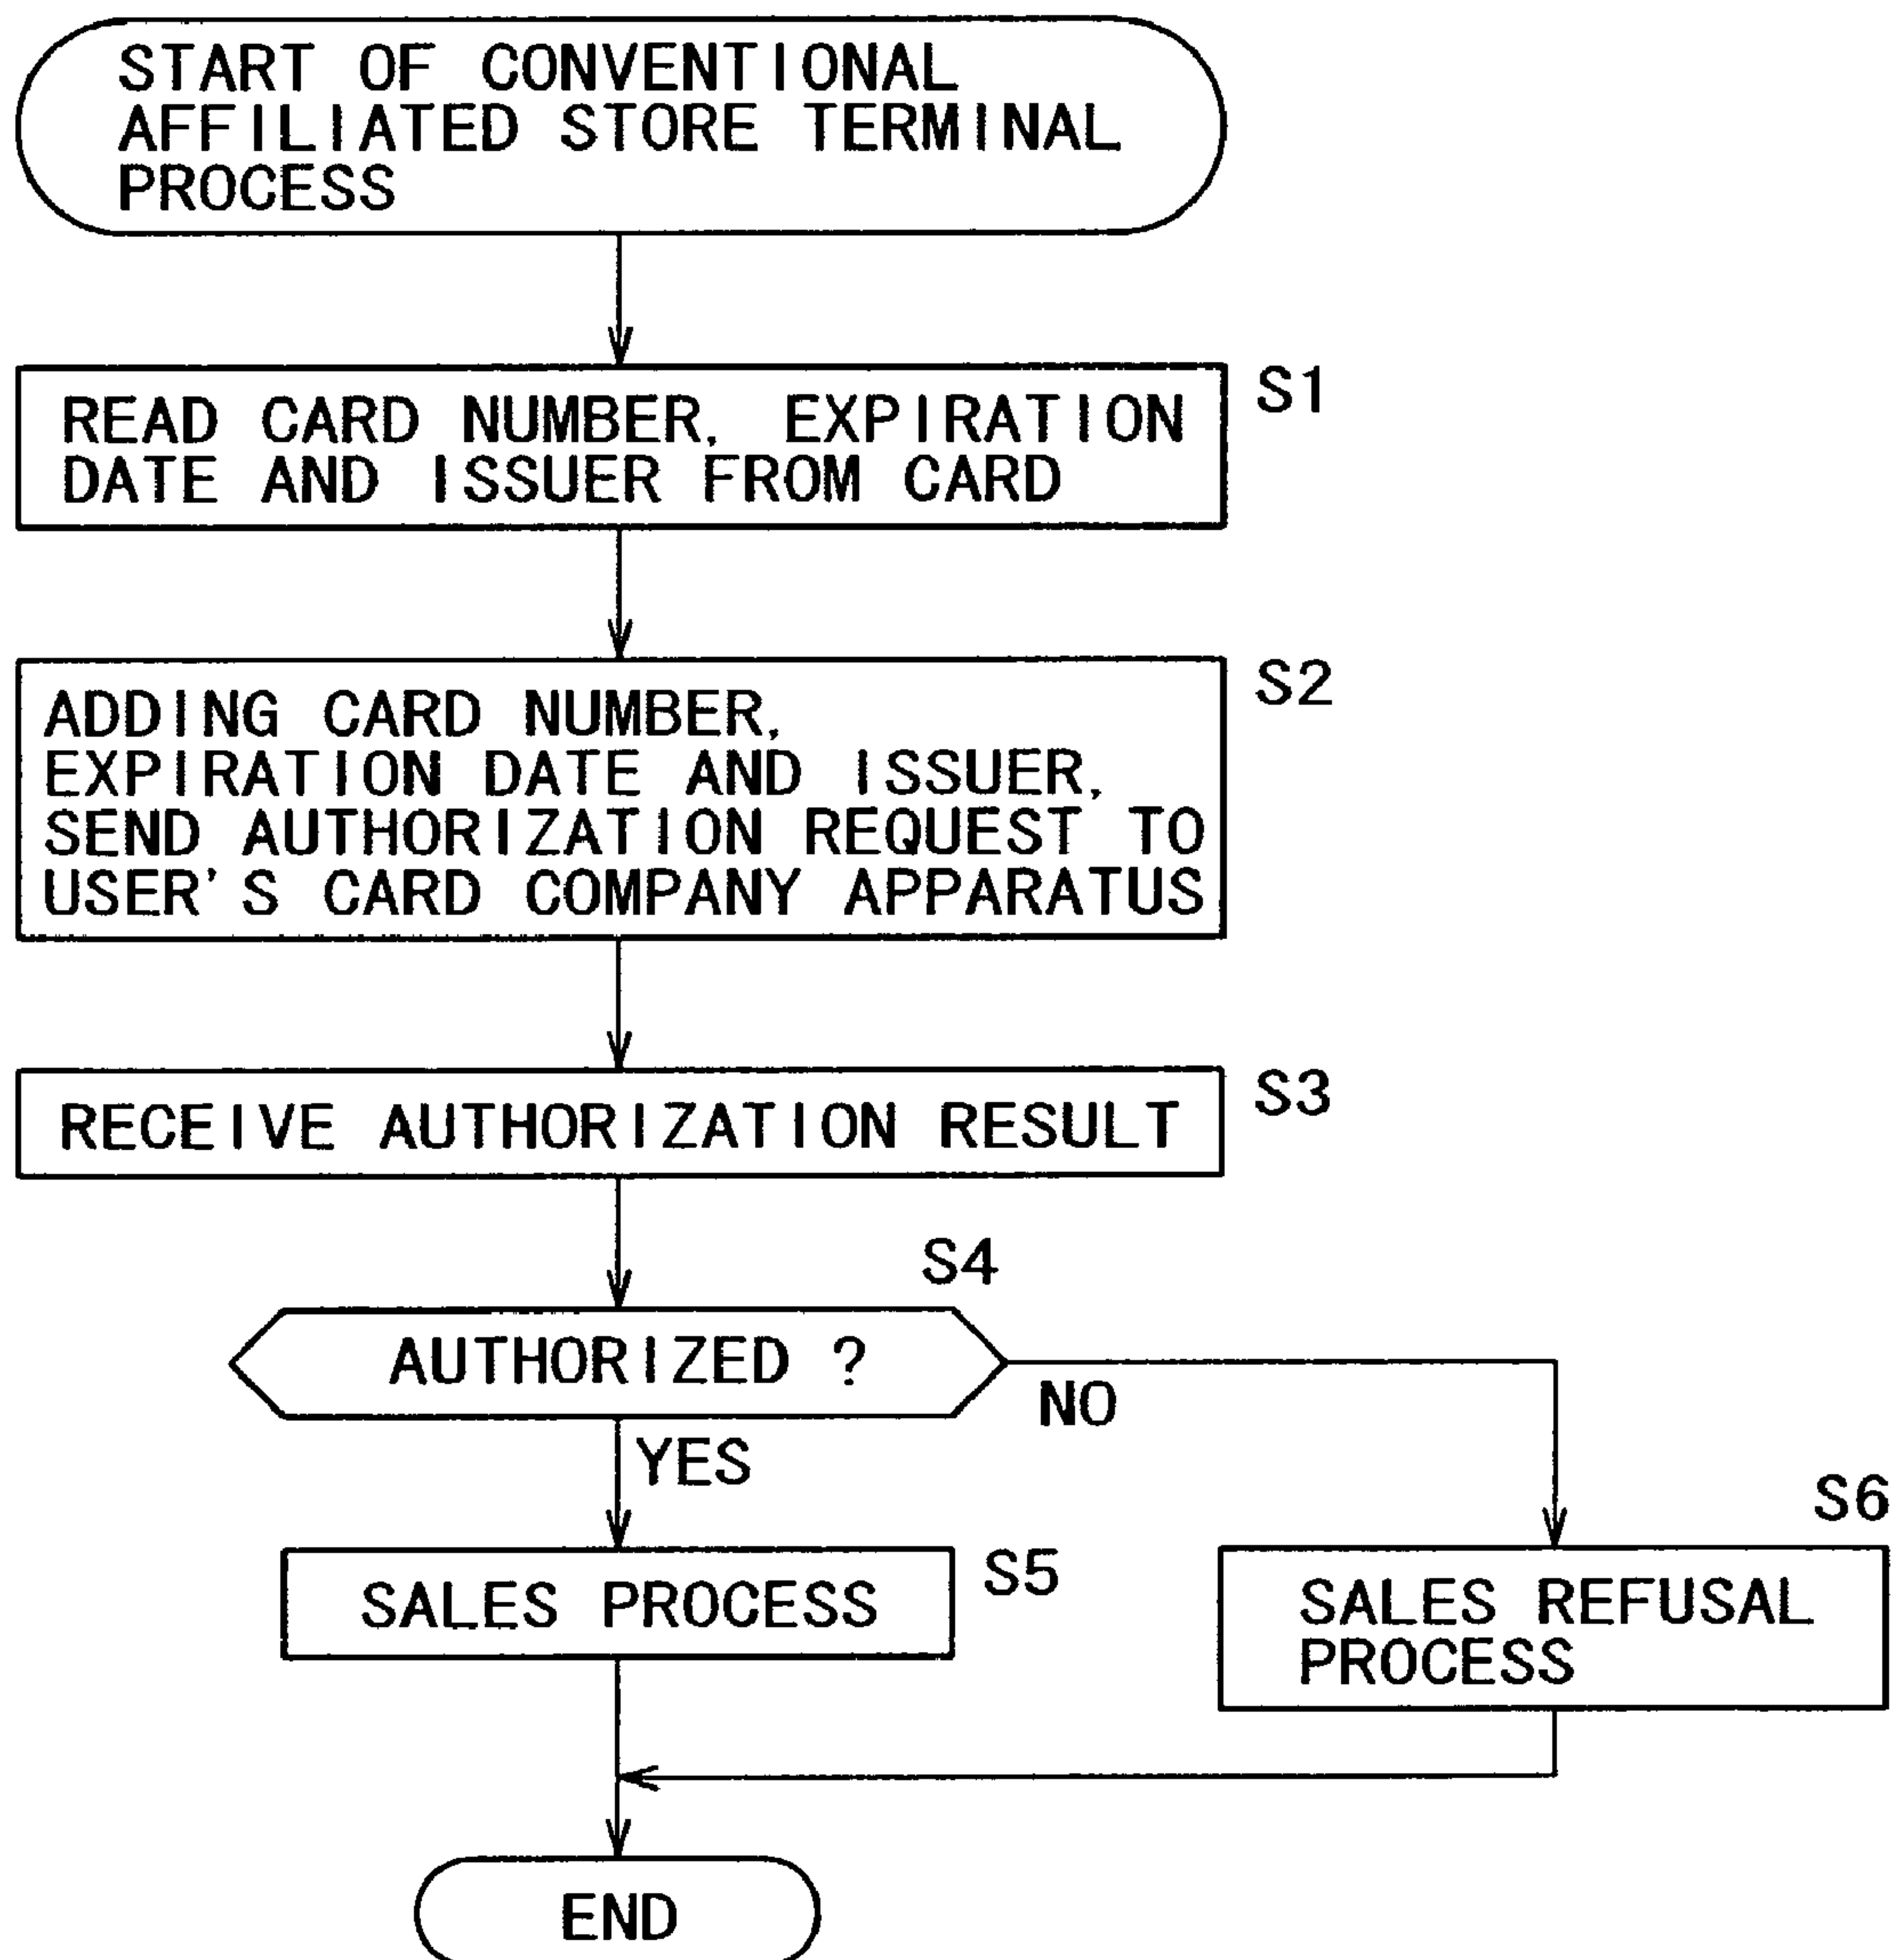 START OF CONVENTIONAL
AFFILIATED STORE TERMINAL
PROCESS
READ CARD NUMBER, EXPIRATION
DATE AND ISSUER FROM CARD
S1
ADDING CARD NUMBER,
EXPIRATION DATE AND ISSUER,
SEND AUTHORIZATION REQUEST TO
USER'S CARD COMPANY APPARATUS
S2
RECEIVE AUTHORIZATION RESULT
S3
S4
AUTHORIZED ?
NO
YES
SALES PROCESS
S5
S6
SALES REFUSAL
PROCESS
END